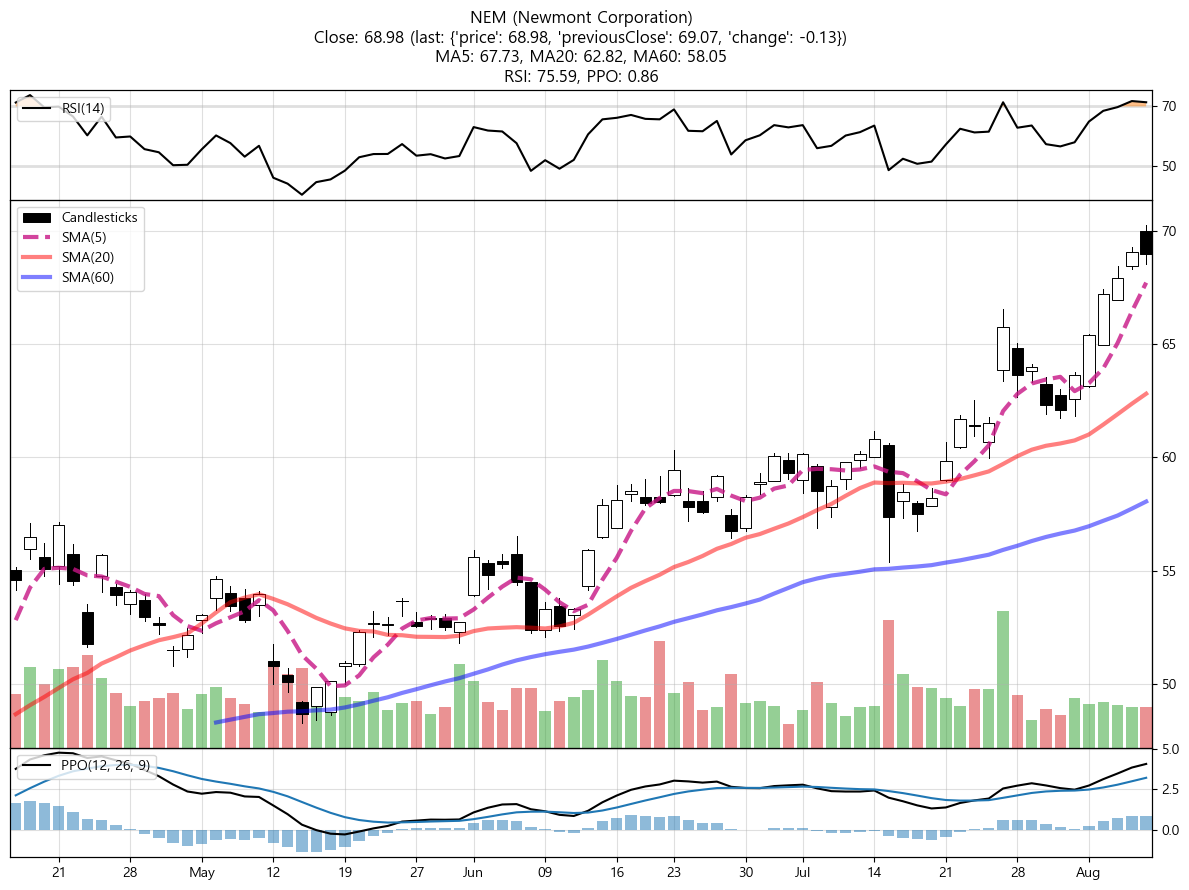 NEM (Newmont Corporation)
Close: 68.98 (last: {'price': 68.98, 'previousClose': 69.07, 'change': -0.13})
MA5: 67.73, MA20: 62.82, MA60: 58.05
RSI: 75.59, PPO: 0.86
RSI(14)
70
50
Candlesticks
SMA(5)
SMA(20)
SMA(60)
70
65
60
55
50
PPO(12, 26, 9)
5.0
2.5
0.0
21 28 May 12 19 27 Jun 09 16 23 30 Jul 14 21 28 Aug